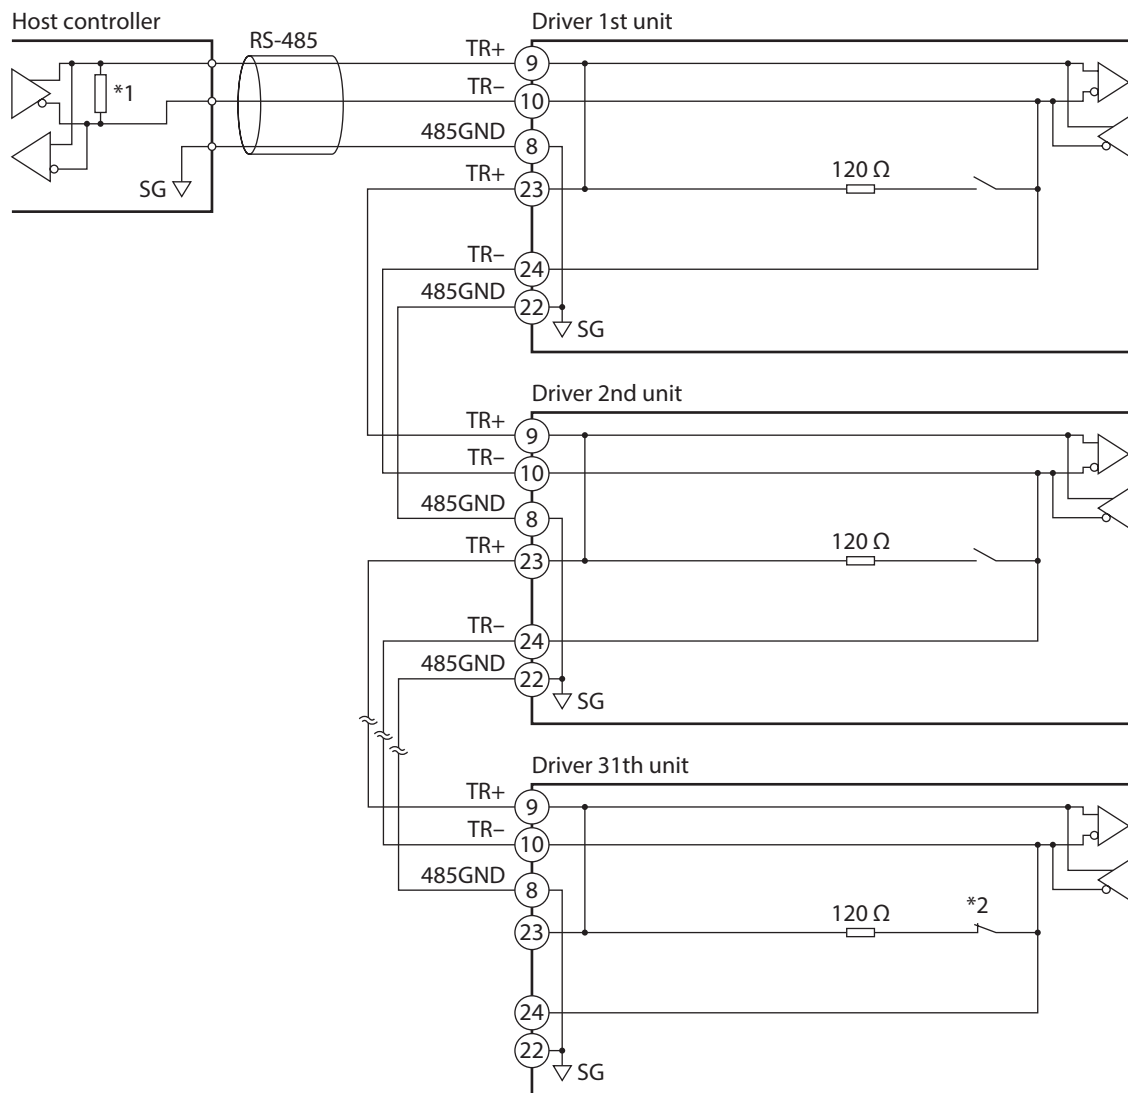 Host controller
RS-485
*1
SG
Driver 1st unit
TR+
9
TR–
10
485GND
8
TR+
23
120 Ω
TR–
24
485GND
22
SG
Driver 2nd unit
TR+
9
TR–
10
485GND
8
TR+
23
120 Ω
TR–
24
485GND
22
SG
Driver 31th unit
TR+
9
TR–
10
485GND
8
23
120 Ω
*2
24
22
SG